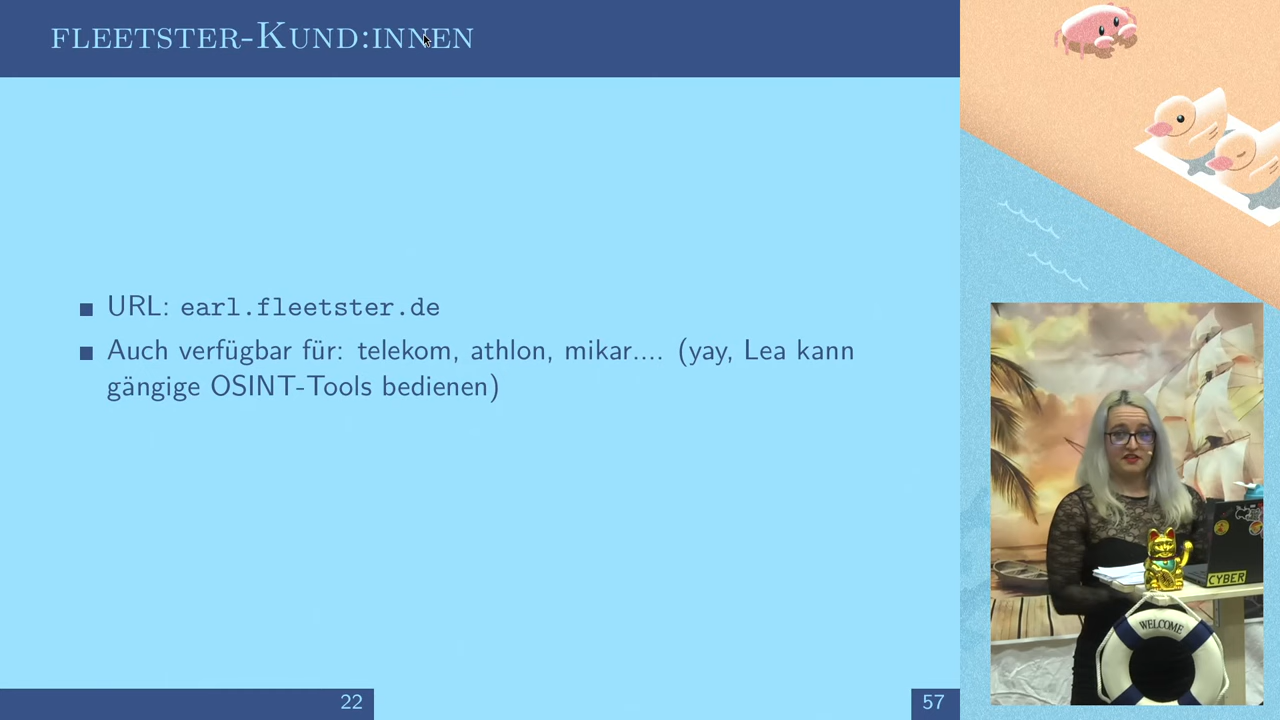 fleetster-Kund:innen
URL: earl.fleetster.de
Auch verfügbar für: telekom, athlon, mikar.... (yay, Lea kann
gängige OSINT-Tools bedienen)
22
57
CYBER
WELCOME